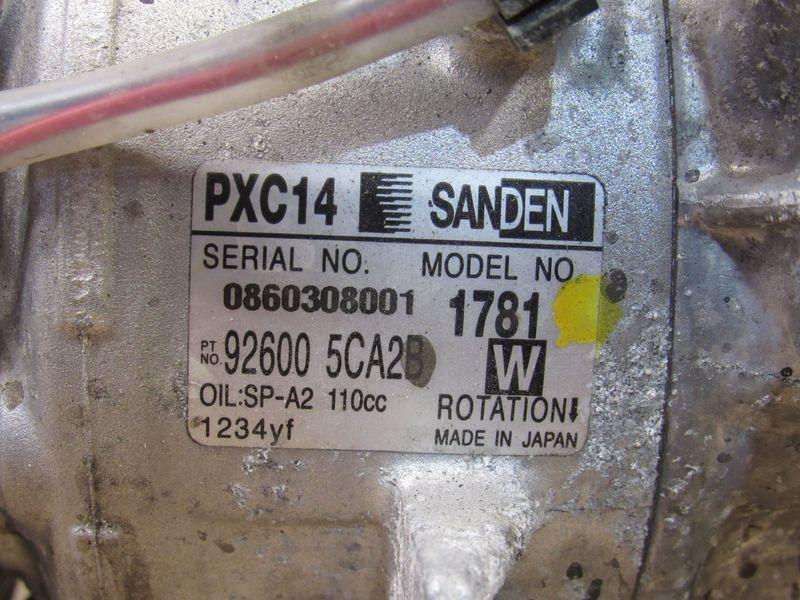 PXC14 SANDEN
SERIAL NO. MODEL NO
0860308001 1781
PT NO. 92600 5CA2B W
OIL:SP-A2 110cc ROTATION↓
1234yf MADE IN JAPAN